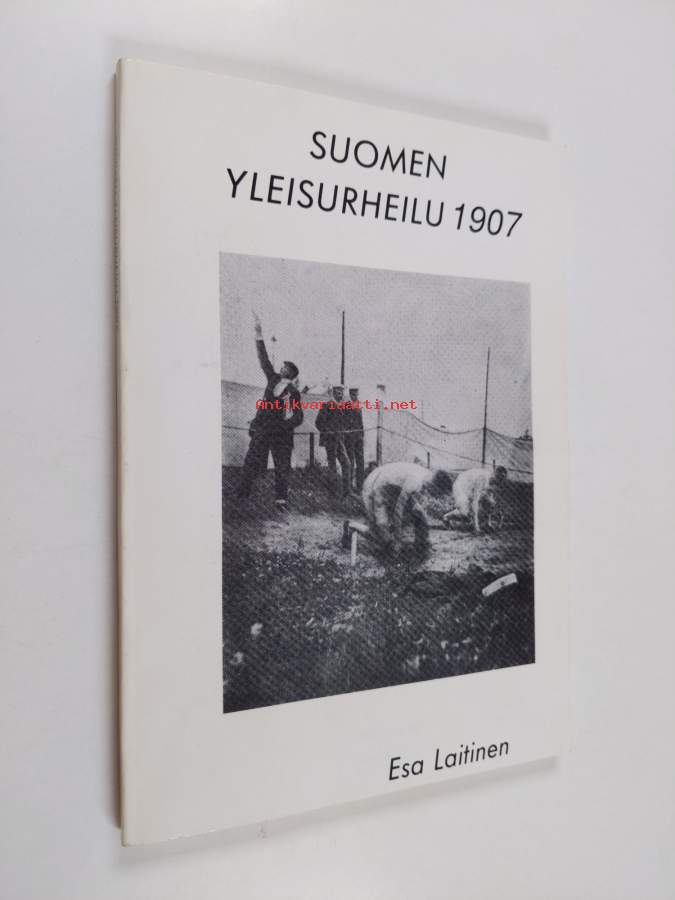 SUOMEN
YLEISURHEILU 1907
Antikvariaatti.net
Esa Laitinen